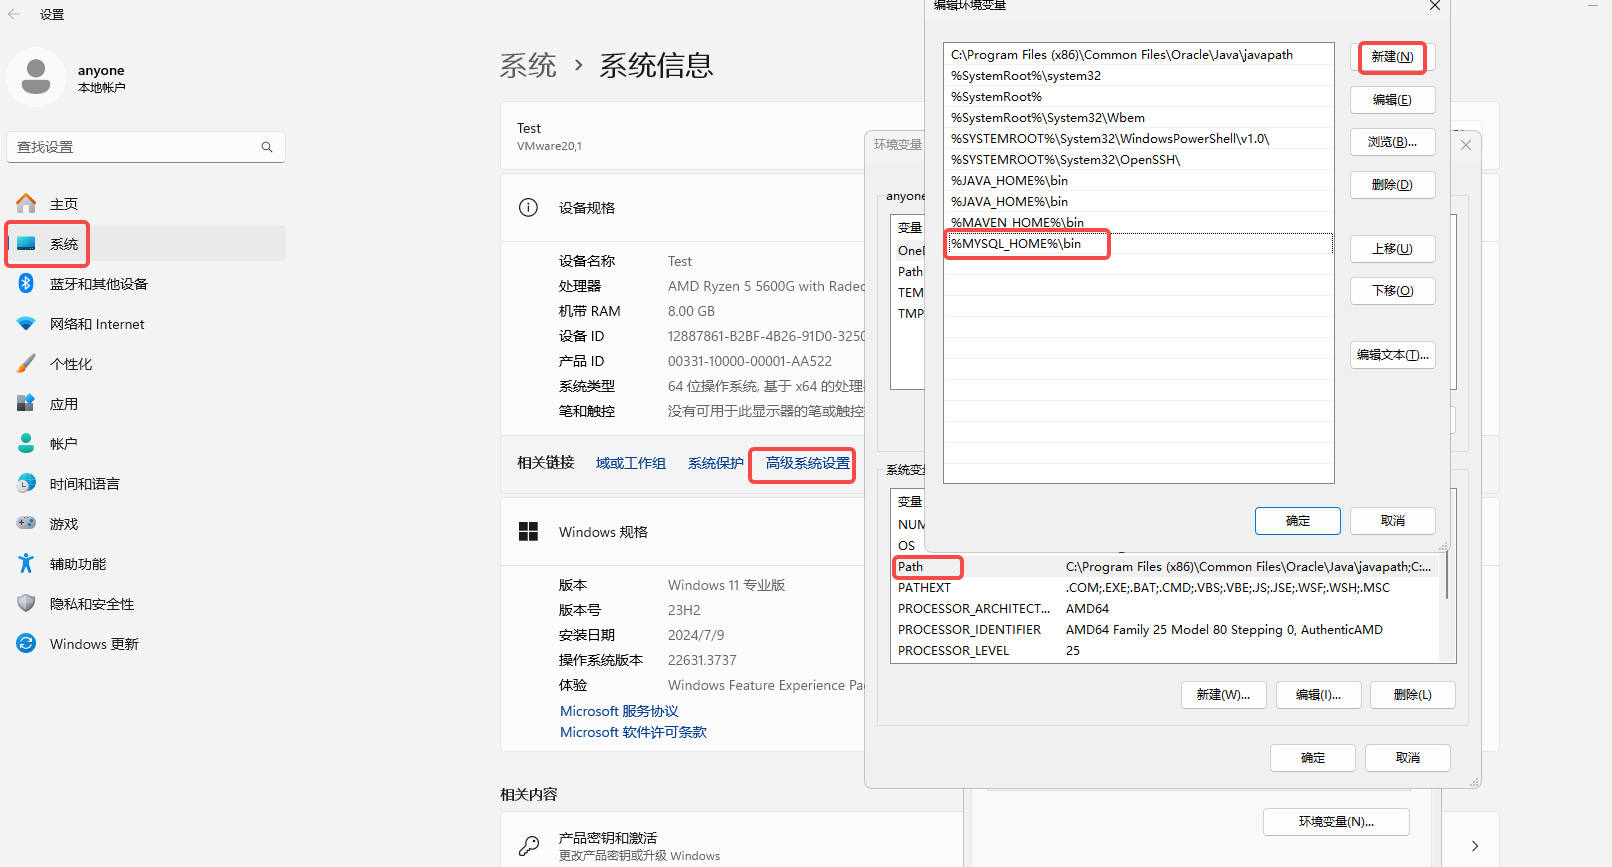 设置
anyone
本地帐户
查找设置
主页
系统
蓝牙和其他设备
网络和 Internet
个性化
应用
帐户
时间和语言
游戏
辅助功能
隐私和安全性
Windows 更新
系统 › 系统信息
Test
VMware20,1
设备规格
设备名称 Test
处理器 AMD Ryzen 5 5600G with Radeo
机带 RAM 8.00 GB
设备 ID 12887861-B2BF-4B26-91D0-3250
产品 ID 00331-10000-00001-AA522
系统类型 64 位操作系统, 基于 x64 的处理
笔和触控 没有可用于此显示器的笔或触控
相关链接 域或工作组 系统保护 高级系统设置
Windows 规格
版本 Windows 11 专业版
版本号 23H2
安装日期 2024/7/9
操作系统版本 22631.3737
体验 Windows Feature Experience Pa
Microsoft 服务协议
Microsoft 软件许可条款
相关内容
产品密钥和激活
更改产品密钥或升级 Windows
环境变量
anyone
变量
OneD
Path
TEM
TMP
系统变
变量
NUM
OS
Path C:\Program Files (x86)\Common Files\Oracle\Java\javapath;C:...
PATHEXT .COM;.EXE;.BAT;.CMD;.VBS;.VBE;.JS;.JSE;.WSF;.WSH;.MSC
PROCESSOR_ARCHITECT... AMD64
PROCESSOR_IDENTIFIER AMD64 Family 25 Model 80 Stepping 0, AuthenticAMD
PROCESSOR_LEVEL 25
新建(W)... 编辑(I)... 删除(L)
确定 取消
环境变量(N)...
编辑环境变量
C:\Program Files (x86)\Common Files\Oracle\Java\javapath
%SystemRoot%\system32
%SystemRoot%
%SystemRoot%\System32\Wbem
%SYSTEMROOT%\System32\WindowsPowerShell\v1.0\
%SYSTEMROOT%\System32\OpenSSH\
%JAVA_HOME%\bin
%JAVA_HOME%\bin
%MAVEN_HOME%\bin
%MYSQL_HOME%\bin
新建(N)
编辑(E)
浏览(B)...
删除(D)
上移(U)
下移(O)
编辑文本(T)...
确定 取消